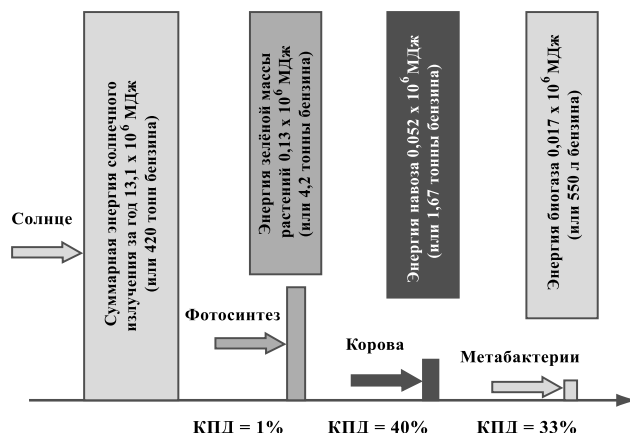 Солнце
Суммарная энергия солнечного
излучения за год 13,1 x 10⁶ МДж
(или 420 тонн бензина)
Фотосинтез
Энергия зелёной массы
растений 0,13 x 10⁶ МДж
(или 4,2 тонны бензина)
Корова
Энергия навоза 0,052 x 10⁶ МДж
(или 1,67 тонны бензина)
Метабактерии
Энергия биогаза 0,017 x 10⁶ МДж
(или 550 л бензина)
КПД = 1%
КПД = 40%
КПД = 33%